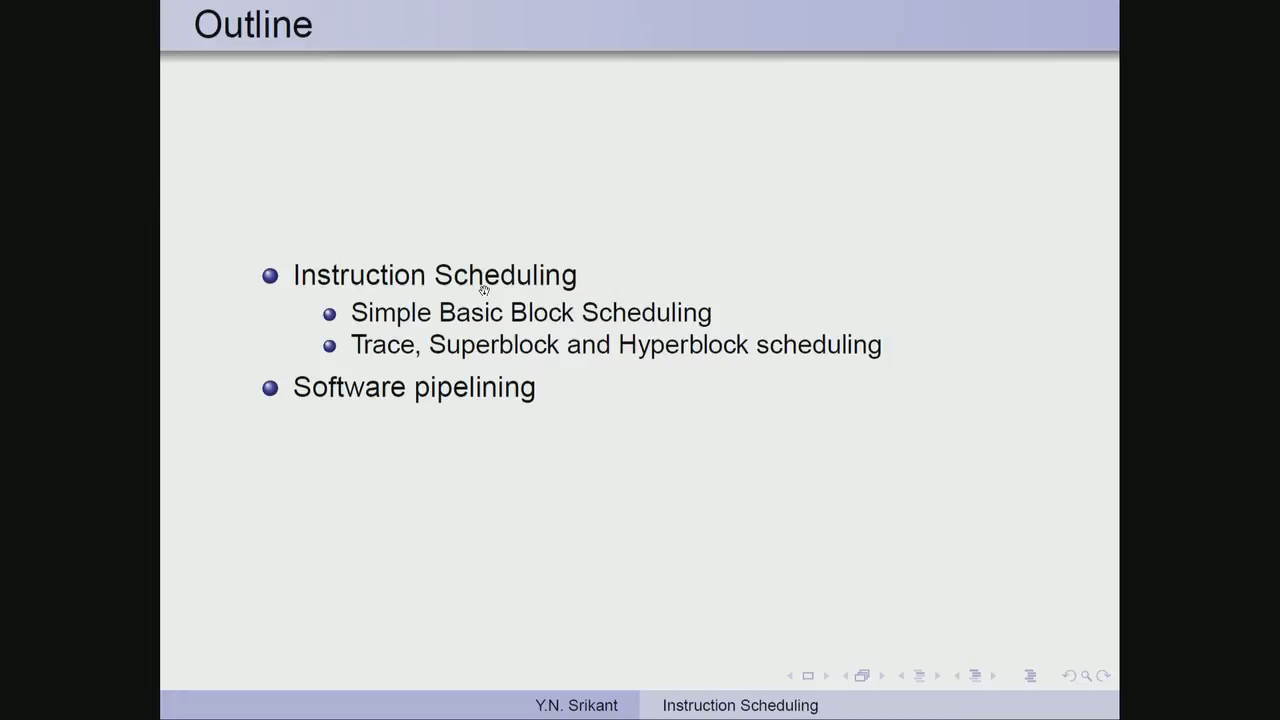 Outline
Instruction Scheduling
Simple Basic Block Scheduling
Trace, Superblock and Hyperblock scheduling
Software pipelining
Y.N. Srikant
Instruction Scheduling